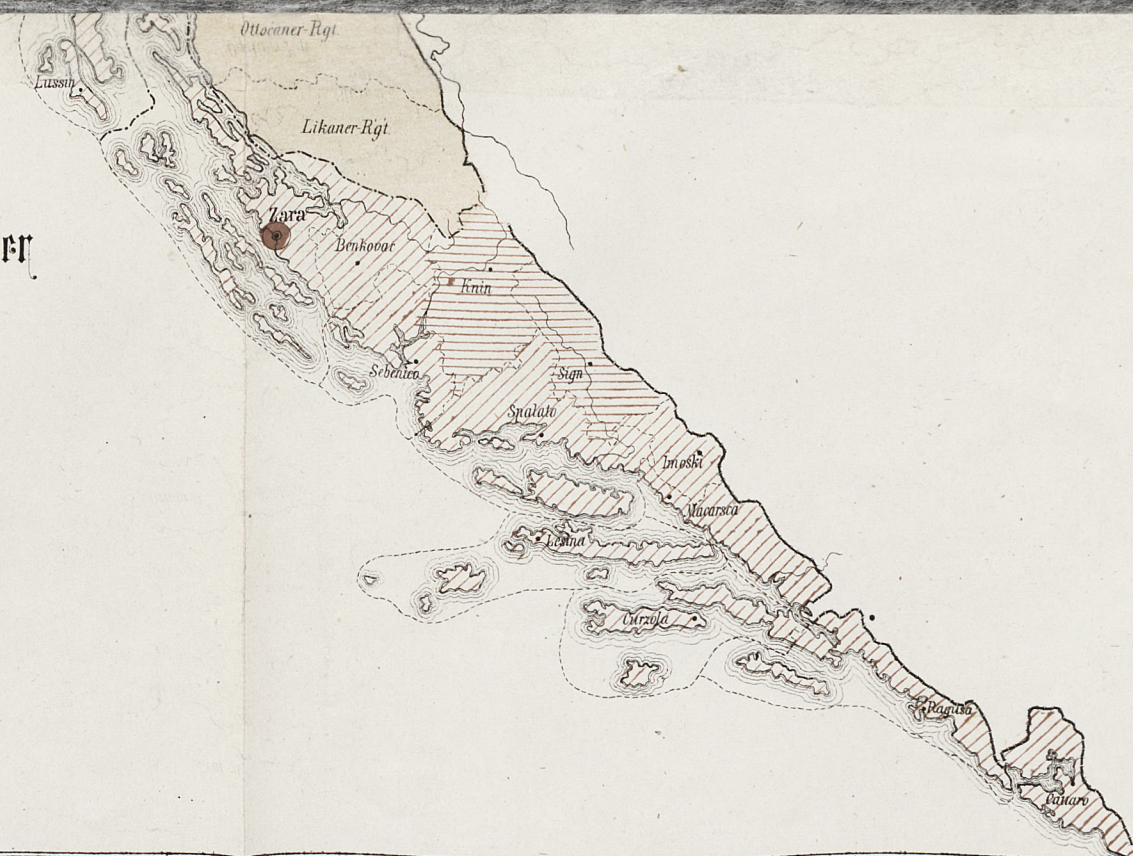 Ottocaner-Rgt.
Lussin
Likaner-Rgt.
Zara
Benkovac
Knin
Sebenico
Sign
Spalato
Imoski
Macarsca
Lesina
Curzola
Ragusa
Cattaro